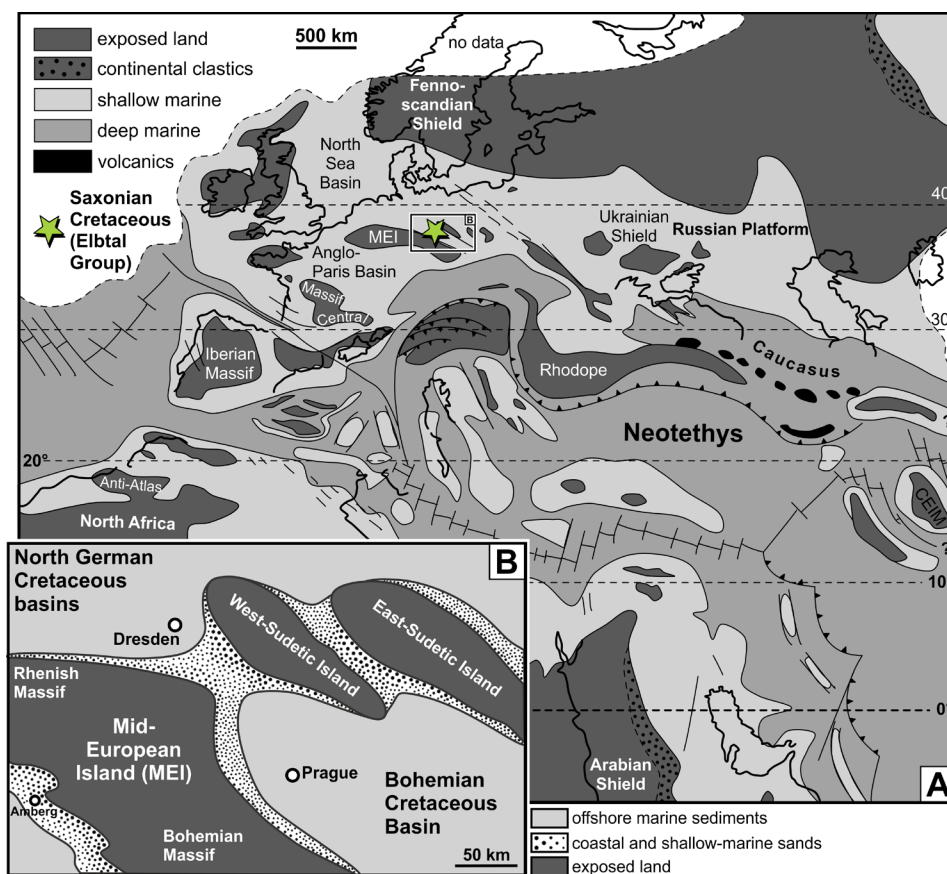 exposed land
continental clastics
shallow marine
deep marine
volcanics
Saxonian
Cretaceous
(Elbtal
Group)
500 km
no data
Fenno-
scandian
Shield
North
Sea
Basin
40
MEI
B
Ukrainian
Shield
Russian Platform
Anglo-
Paris Basin
Massif
Central
30
Iberian
Massif
Rhodope
Caucasus
Neotethys
20°
?
Anti-Atlas
North Africa
CEIM
?
10
0°
Arabian
Shield
A
North German
Cretaceous
basins
B
Dresden
West-Sudetic Island
East-Sudetic Island
Rhenish
Massif
Mid-
European
Island (MEI)
Prague
Amberg
Bohemian
Cretaceous
Basin
Bohemian
Massif
50 km
offshore marine sediments
coastal and shallow-marine sands
exposed land